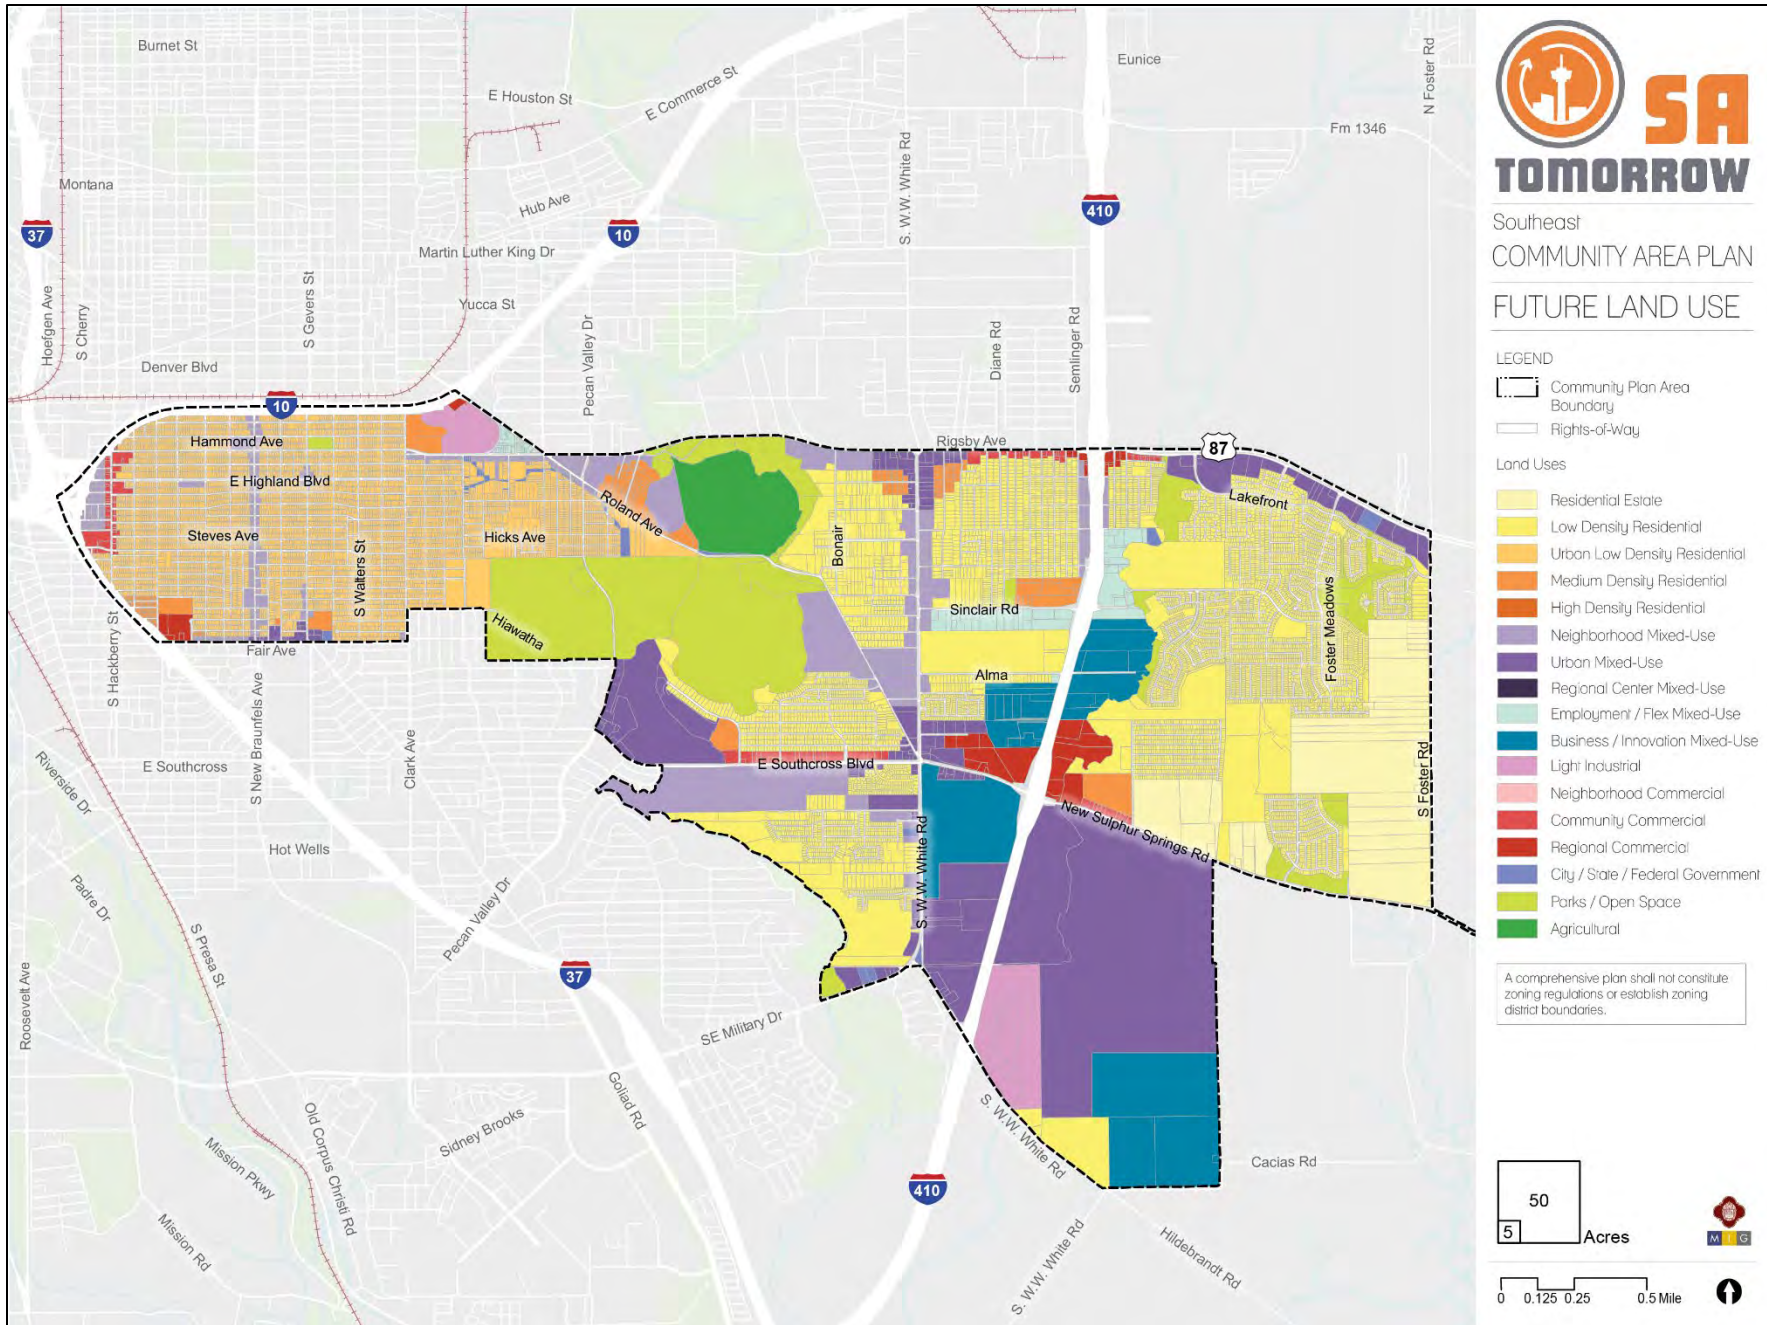 Burnet St
Eunice
N Foster Rd
E Houston St
E Commerce St
Fm 1346
S. W.W. White Rd
Montana
Hub Ave
410
37
10
Martin Luther King Dr
Hoefgen Ave
S Cherry
S Gevers St
Yucca St
Pecan Valley Dr
Diane Rd
Semlinger Rd
Denver Blvd
10
Hammond Ave
Rigsby Ave
87
E Highland Blvd
Roland Ave
Lakefront
Steves Ave
Hicks Ave
Bonair
S Walters St
Sinclair Rd
Foster Meadows
Hiawatha
S Hackberry St
Fair Ave
Alma
S New Braunfels Ave
Clark Ave
Riverside Dr
E Southcross
E Southcross Blvd
S Foster Rd
New Sulphur Springs Rd
Hot Wells
S. W.W. White Rd
Padre Dr
Pecan Valley Dr
S Presa St
37
Roosevelt Ave
SE Military Dr
Goliad Rd
Old Corpus Christi Rd
Sidney Brooks
S. W.W. White Rd
Mission Pkwy
Cacias Rd
410
Mission Rd
S. W.W. White Rd
Hildebrandt Rd
SA
TOMORROW
Southeast
COMMUNITY AREA PLAN
FUTURE LAND USE
LEGEND
Community Plan Area
Boundary
Rights-of-Way
Land Uses
Residential Estate
Low Density Residential
Urban Low Density Residential
Medium Density Residential
High Density Residential
Neighborhood Mixed-Use
Urban Mixed-Use
Regional Center Mixed-Use
Employment / Flex Mixed-Use
Business / Innovation Mixed-Use
Light Industrial
Neighborhood Commercial
Community Commercial
Regional Commercial
City / State / Federal Government
Parks / Open Space
Agricultural
A comprehensive plan shall not constitute
zoning regulations or establish zoning
district boundaries.
50
5
Acres
M I G
0 0.125 0.25 0.5 Mile